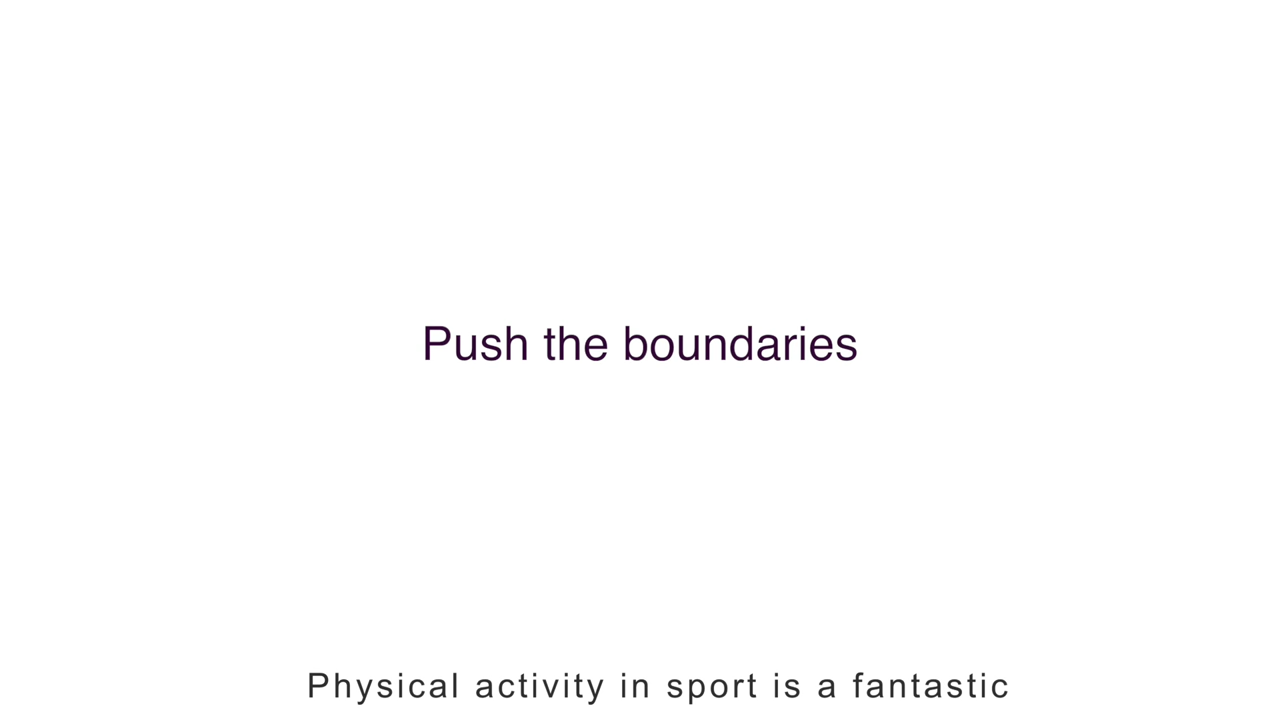 Push the boundaries
Physical activity in sport is a fantastic